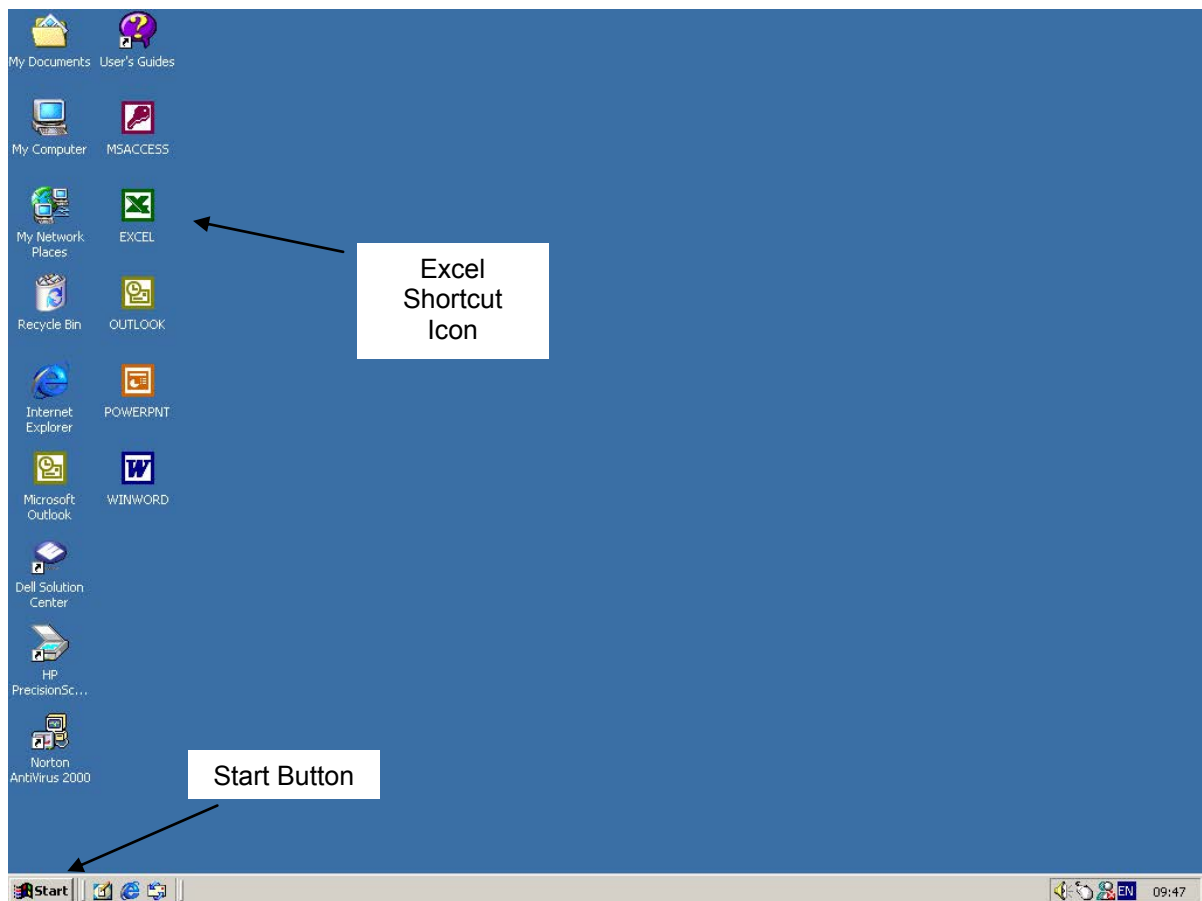 My Documents
User's Guides
My Computer
MSACCESS
My Network
Places
EXCEL
Excel
Shortcut
Icon
Recycle Bin
OUTLOOK
Internet
Explorer
POWERPNT
Microsoft
Outlook
WINWORD
Dell Solution
Center
HP
PrecisionSc...
Norton
AntiVirus 2000
Start Button
Start
EN
09:47